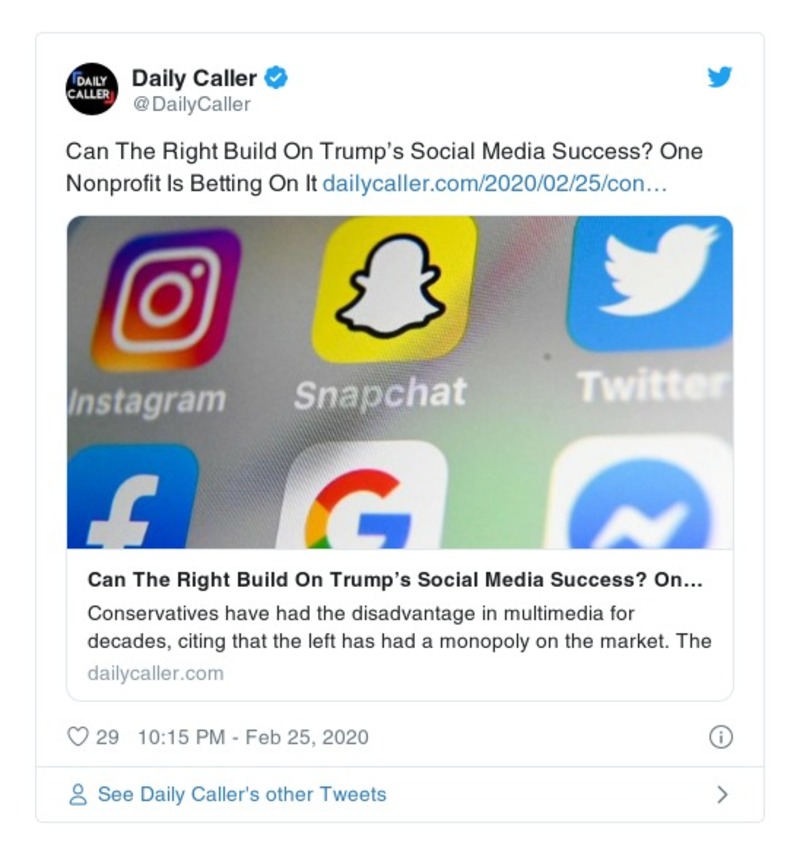 DAILY
CALLER
Daily Caller
@DailyCaller
Can The Right Build On Trump’s Social Media Success? One
Nonprofit Is Betting On It dailycaller.com/2020/02/25/con…
Instagram
Snapchat
Twitter
Can The Right Build On Trump’s Social Media Success? On…
Conservatives have had the disadvantage in multimedia for
decades, citing that the left has had a monopoly on the market. The
dailycaller.com
29 10:15 PM - Feb 25, 2020
See Daily Caller's other Tweets